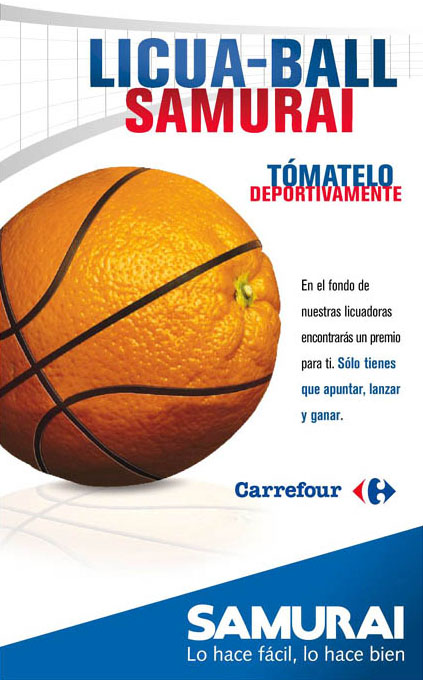 LICUA-BALL
SAMURAI
TÓMATELO
DEPORTIVAMENTE
En el fondo de
nuestras licuadoras
encontrarás un premio
para ti. Sólo tienes
que apuntar, lanzar
y ganar.
Carrefour
SAMURAI
Lo hace fácil, lo hace bien